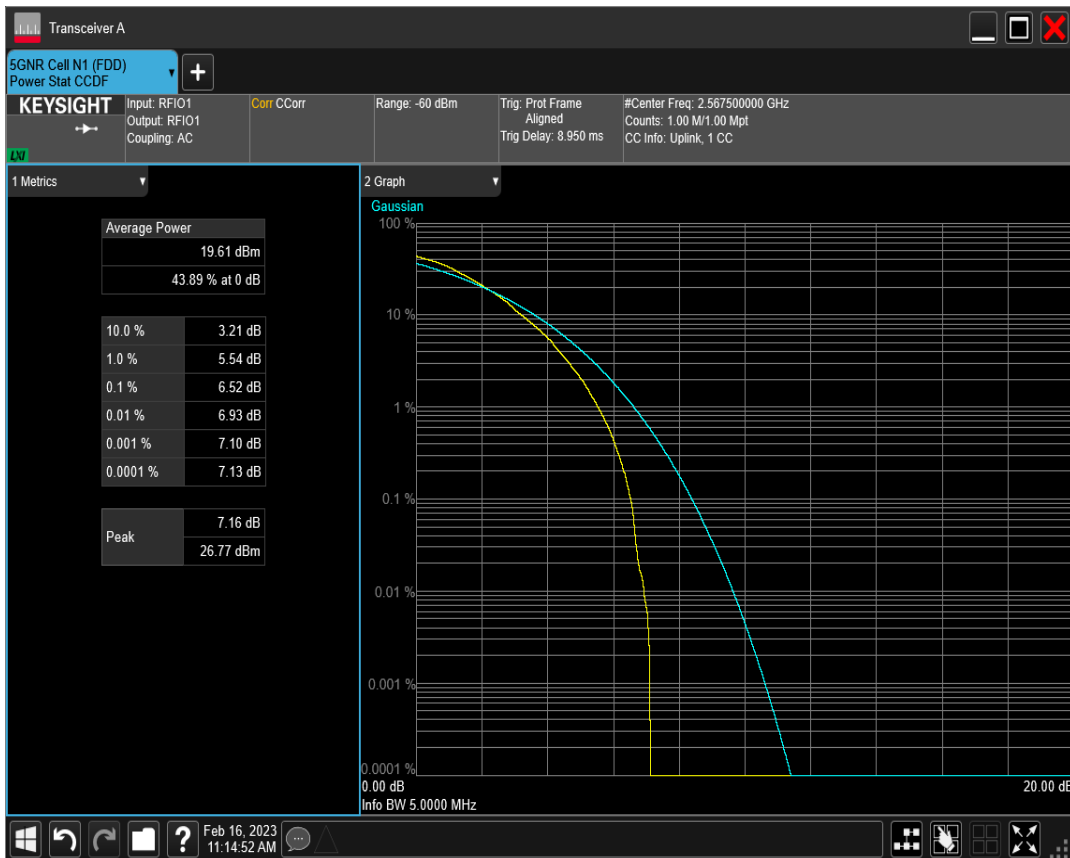 Transceiver A
5GNR Cell N1 (FDD)
Power Stat CCDF
KEYSIGHT
LXI
Input: RFIO1
Output: RFIO1
Coupling: AC
Corr CCorr
Range: -60 dBm
Trig: Prot Frame
Aligned
Trig Delay: 8.950 ms
#Center Freq: 2.567500000 GHz
Counts: 1.00 M/1.00 Mpt
CC Info: Uplink, 1 CC
1 Metrics
Average Power
19.61 dBm
43.89 % at 0 dB
10.0 % 3.21 dB
1.0 % 5.54 dB
0.1 % 6.52 dB
0.01 % 6.93 dB
0.001 % 7.10 dB
0.0001 % 7.13 dB
Peak
7.16 dB
26.77 dBm
2 Graph
Gaussian
100 %
10 %
1 %
0.1 %
0.01 %
0.001 %
0.0001 %
0.00 dB 20.00 dB
Info BW 5.0000 MHz
?
Feb 16, 2023
11:14:52 AM